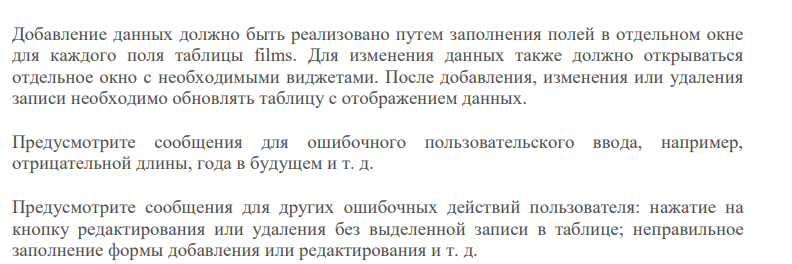 Добавление данных должно быть реализовано путем заполнения полей в отдельном окне
для каждого поля таблицы films. Для изменения данных также должно открываться
отдельное окно с необходимыми виджетами. После добавления, изменения или удаления
записи необходимо обновлять таблицу с отображением данных.
Предусмотрите сообщения для ошибочного пользовательского ввода, например,
отрицательной длины, года в будущем и т. д.
Предусмотрите сообщения для других ошибочных действий пользователя: нажатие на
кнопку редактирования или удаления без выделенной записи в таблице; неправильное
заполнение формы добавления или редактирования и т. д.